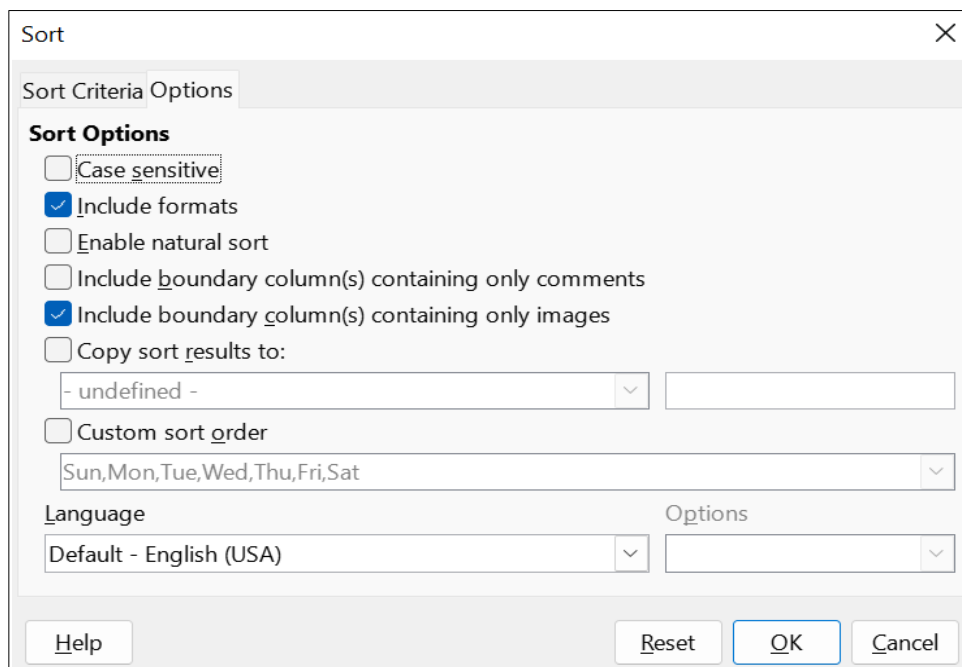 Sort
Sort Criteria Options
Sort Options
Case sensitive
Include formats
Enable natural sort
Include boundary column(s) containing only comments
Include boundary column(s) containing only images
Copy sort results to:
- undefined -
Custom sort order
Sun,Mon,Tue,Wed,Thu,Fri,Sat
Language Options
Default - English (USA)
Help Reset OK Cancel